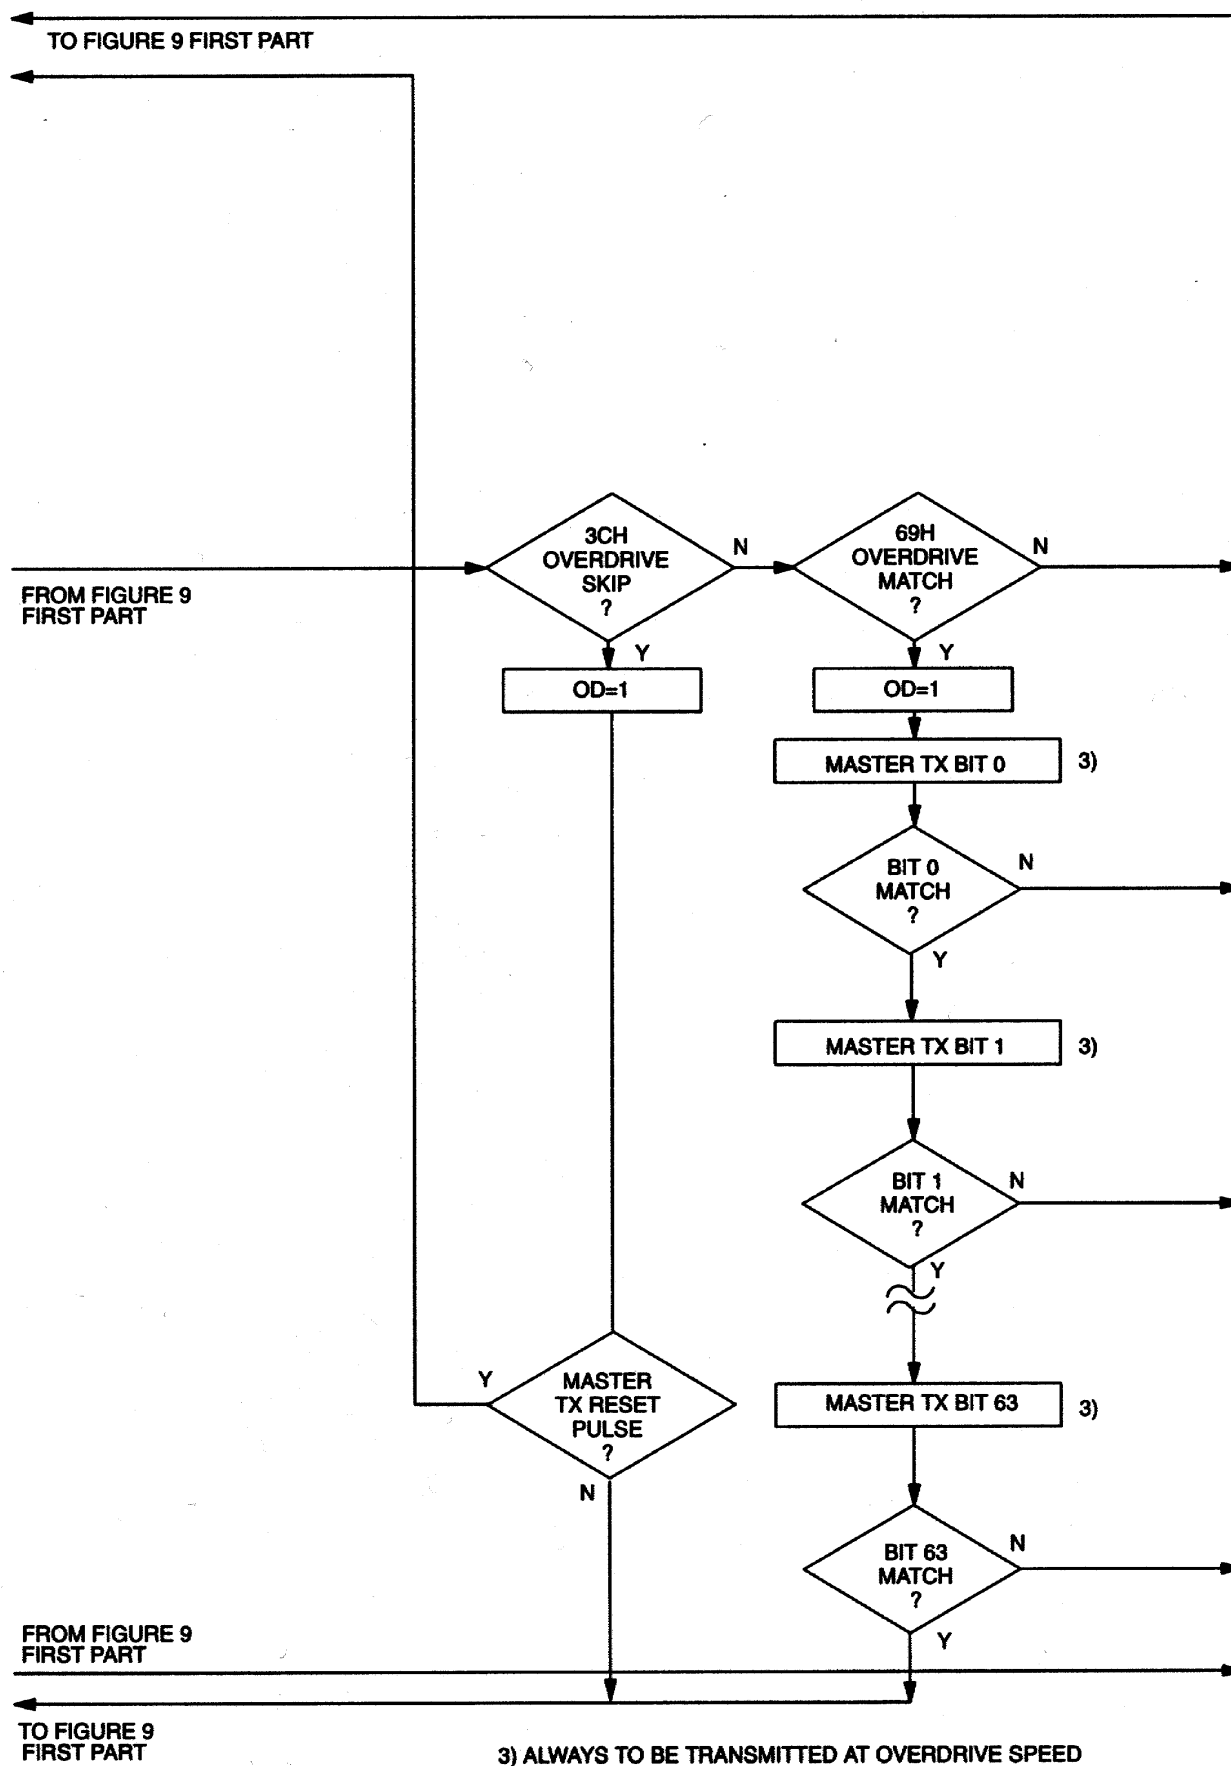 TO FIGURE 9 FIRST PART
3CH
OVERDRIVE
SKIP
?
N
69H
OVERDRIVE
MATCH
?
N
FROM FIGURE 9
FIRST PART
Y
Y
OD=1
OD=1
MASTER TX BIT 0
3)
BIT 0
MATCH
?
N
Y
MASTER TX BIT 1
3)
BIT 1
MATCH
?
N
Y
Y
MASTER
TX RESET
PULSE
?
N
MASTER TX BIT 63
3)
BIT 63
MATCH
?
N
Y
FROM FIGURE 9
FIRST PART
TO FIGURE 9
FIRST PART
3) ALWAYS TO BE TRANSMITTED AT OVERDRIVE SPEED